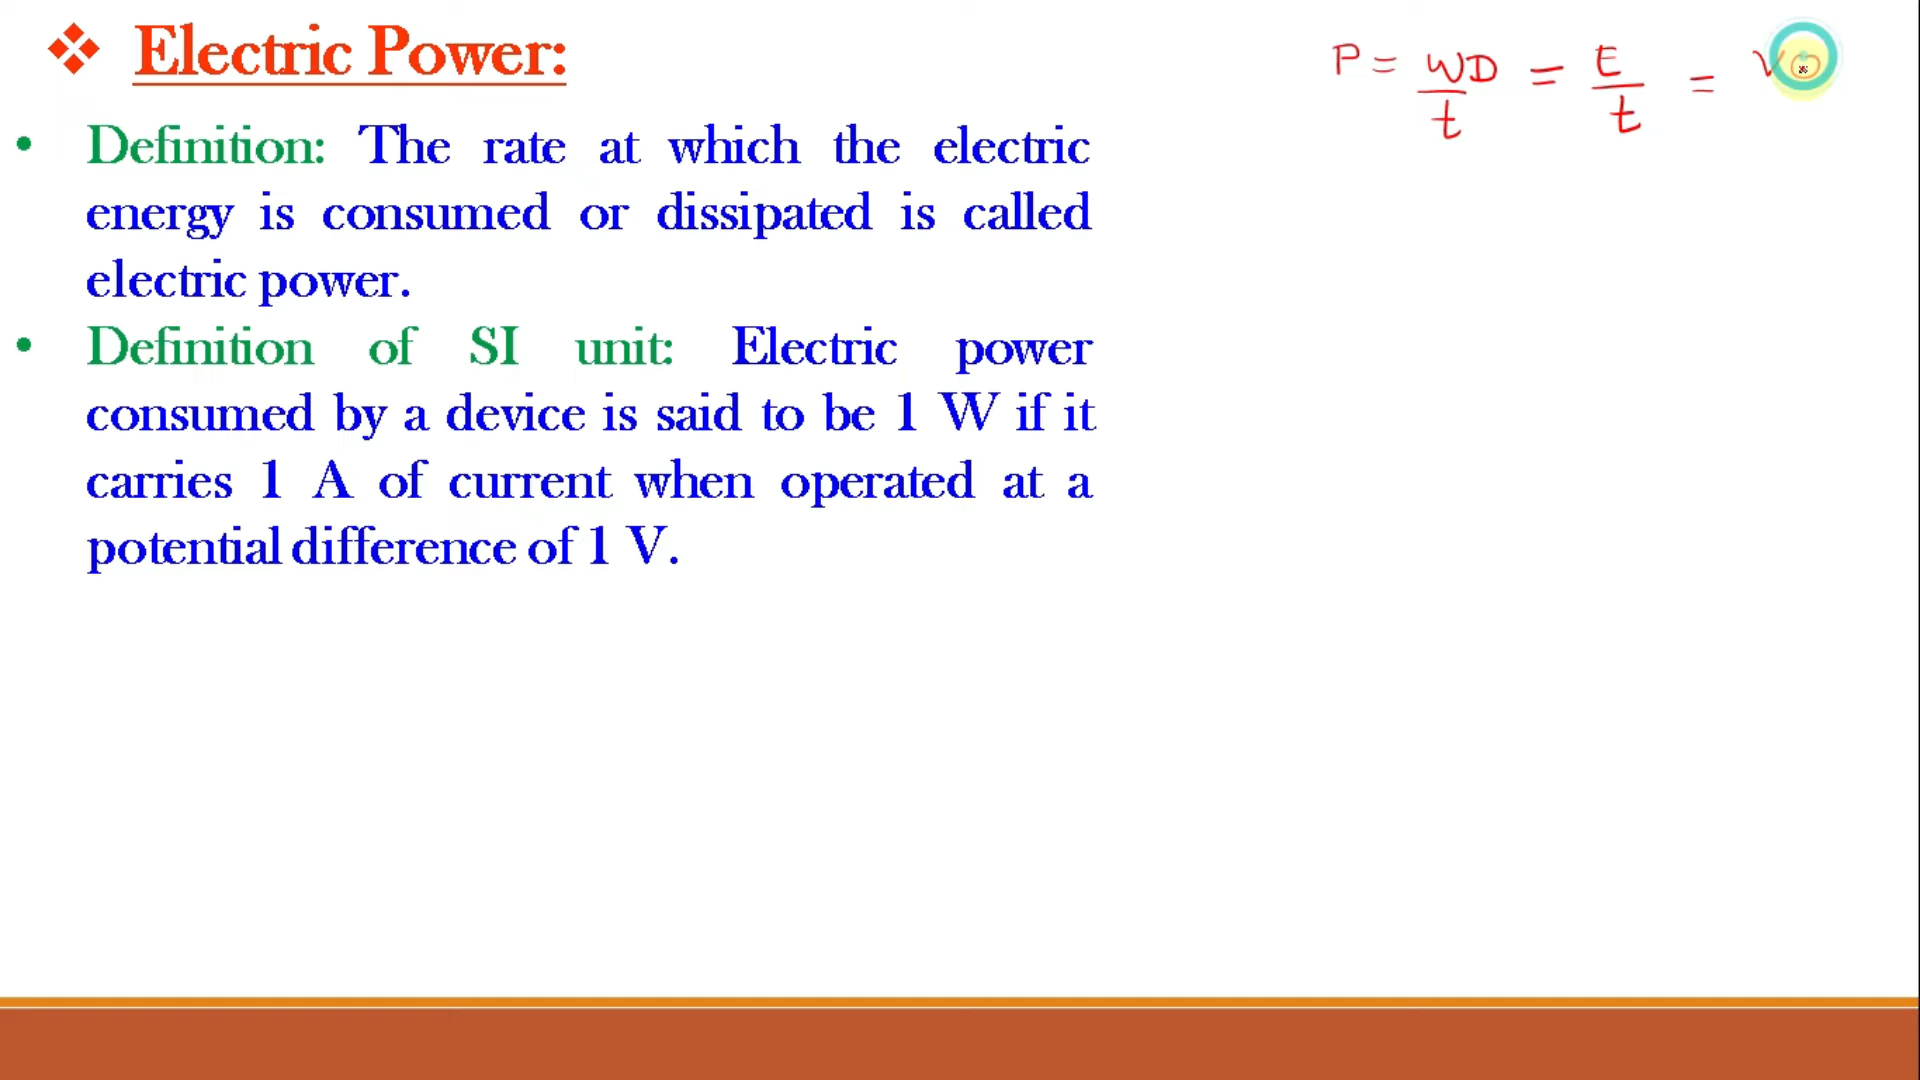 ❖ Electric Power:
P = WD/t = E/t = V
• Definition: The rate at which the electric
energy is consumed or dissipated is called
electric power.
• Definition of SI unit: Electric power
consumed by a device is said to be 1 W if it
carries 1 A of current when operated at a
potential difference of 1 V.